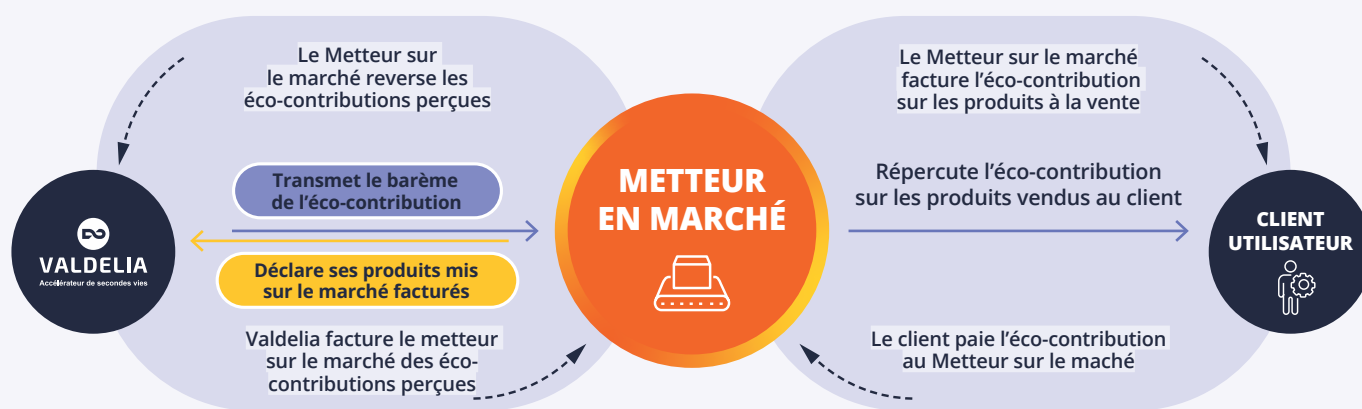 Le Metteur sur
le marché reverse les
éco-contributions perçues
Le Metteur sur le marché
facture l’éco-contribution
sur les produits à la vente
VALDELIA
Accélérateur de secondes vies
Transmet le barème
de l’éco-contribution
Déclare ses produits mis
sur le marché facturés
METTEUR
EN MARCHÉ
Répercute l’éco-contribution
sur les produits vendus au client
CLIENT
UTILISATEUR
Valdelia facture le metteur
sur le marché des éco-
contributions perçues
Le client paie l’éco-contribution
au Metteur sur le maché